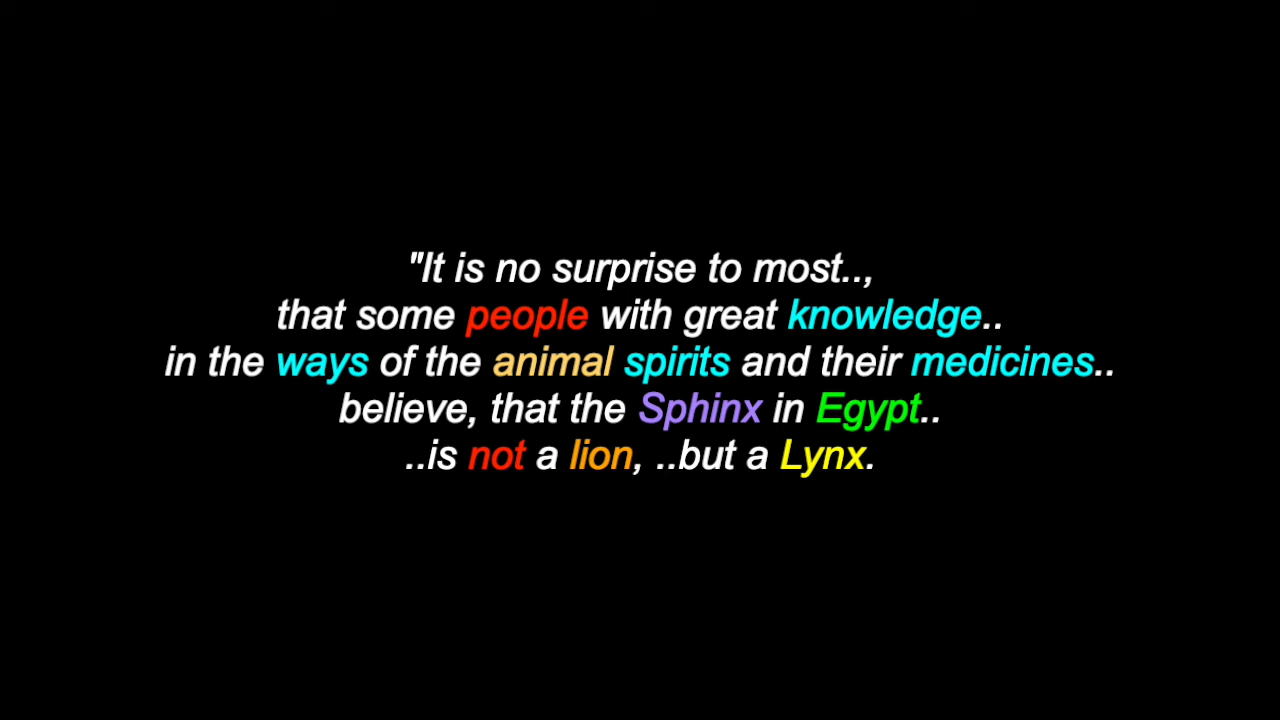 "It is no surprise to most..,
that some people with great knowledge..
in the ways of the animal spirits and their medicines..
believe, that the Sphinx in Egypt..
..is not a lion, ..but a Lynx.